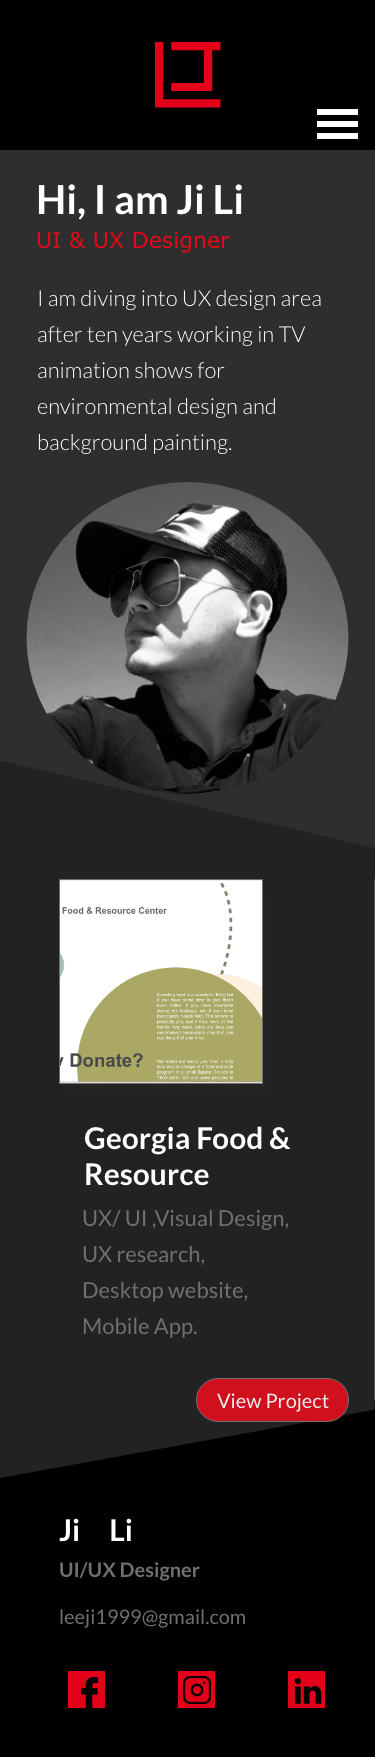 Hi, I am Ji Li
UI & UX Designer
I am diving into UX design area
after ten years working in TV
animation shows for
environmental design and
background painting.
Food & Resource Center
Donate?
Georgia Food &
Resource
UX/ UI ,Visual Design,
UX research,
Desktop website,
Mobile App.
View Project
Ji Li
UI/UX Designer
leeji1999@gmail.com